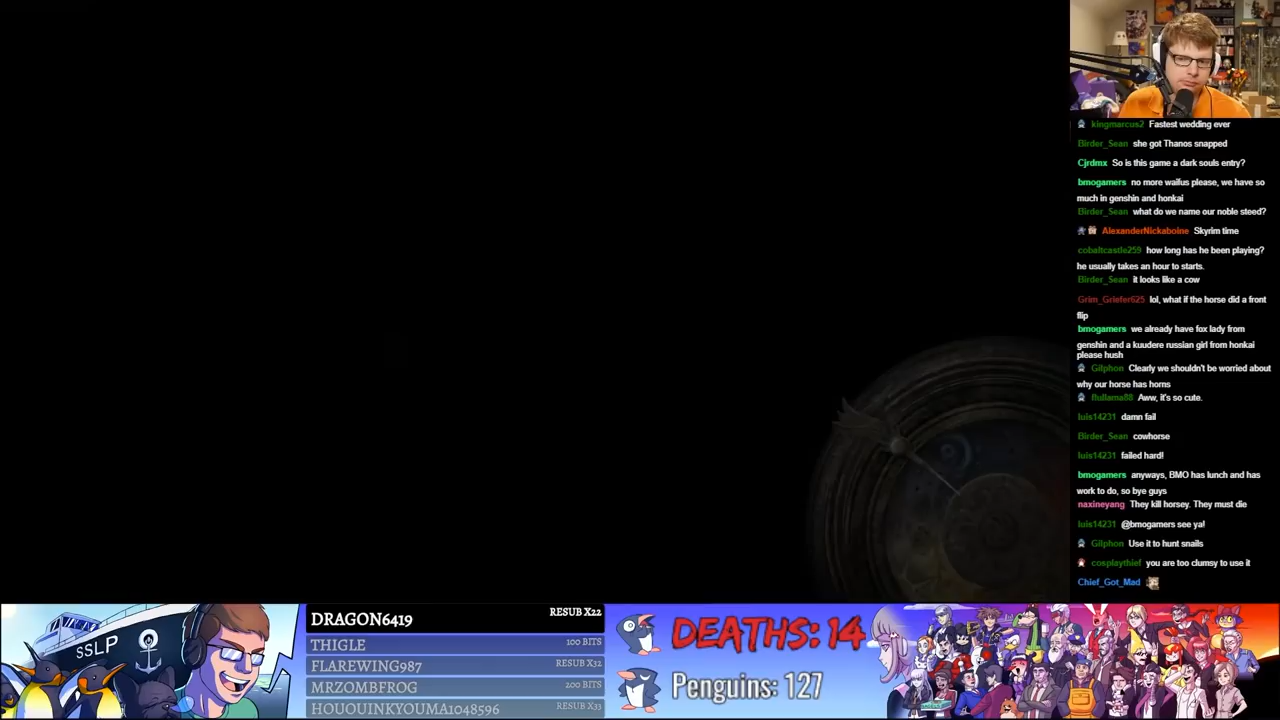 kingmarcus2 Fastest wedding ever
Birder_Sean she got Thanos snapped
Cjrdmx So is this game a dark souls entry?
bmogamers no more waifus please, we have so
much in genshin and honkai
Birder_Sean what do we name our noble steed?
AlexanderNickaboine Skyrim time
cobaltcastle259 how long has he been playing?
he usually takes an hour to starts.
Birder_Sean it looks like a cow
Grim_Griefer625 lol, what if the horse did a front
flip
bmogamers we already have fox lady from
genshin and a kuudere russian girl from honkai
please hush
Gilphon Clearly we shouldn't be worried about
why our horse has horns
flullama88 Aww, it's so cute.
luis14231 damn fail
Birder_Sean cowhorse
luis14231 failed hard!
bmogamers anyways, BMO has lunch and has
work to do, so bye guys
naxineyang They kill horsey. They must die
luis14231 @bmogamers see ya!
Gilphon Use it to hunt snails
cosplaythief you are too clumsy to use it
Chief_Got_Mad
SSLP
DRAGON6419 RESUB X22
THIGLE 100 BITS
FLAREWING987 RESUB X32
MRZOMBFROG 200 BITS
HOUOUINKYOUMA1048596 RESUB X33
DEATHS: 14
Penguins: 127